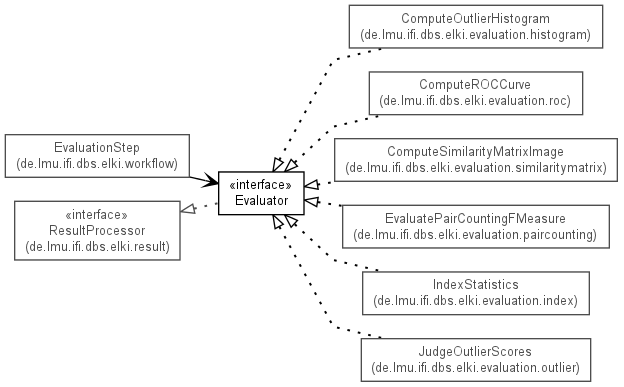 ComputeOutlierHistogram
(de.lmu.ifi.dbs.elki.evaluation.histogram)
ComputeROCCurve
(de.lmu.ifi.dbs.elki.evaluation.roc)
EvaluationStep
(de.lmu.ifi.dbs.elki.workflow)
ComputeSimilarityMatrixImage
(de.lmu.ifi.dbs.elki.evaluation.similaritymatrix)
«interface»
Evaluator
«interface»
ResultProcessor
(de.lmu.ifi.dbs.elki.result)
EvaluatePairCountingFMeasure
(de.lmu.ifi.dbs.elki.evaluation.paircounting)
IndexStatistics
(de.lmu.ifi.dbs.elki.evaluation.index)
JudgeOutlierScores
(de.lmu.ifi.dbs.elki.evaluation.outlier)